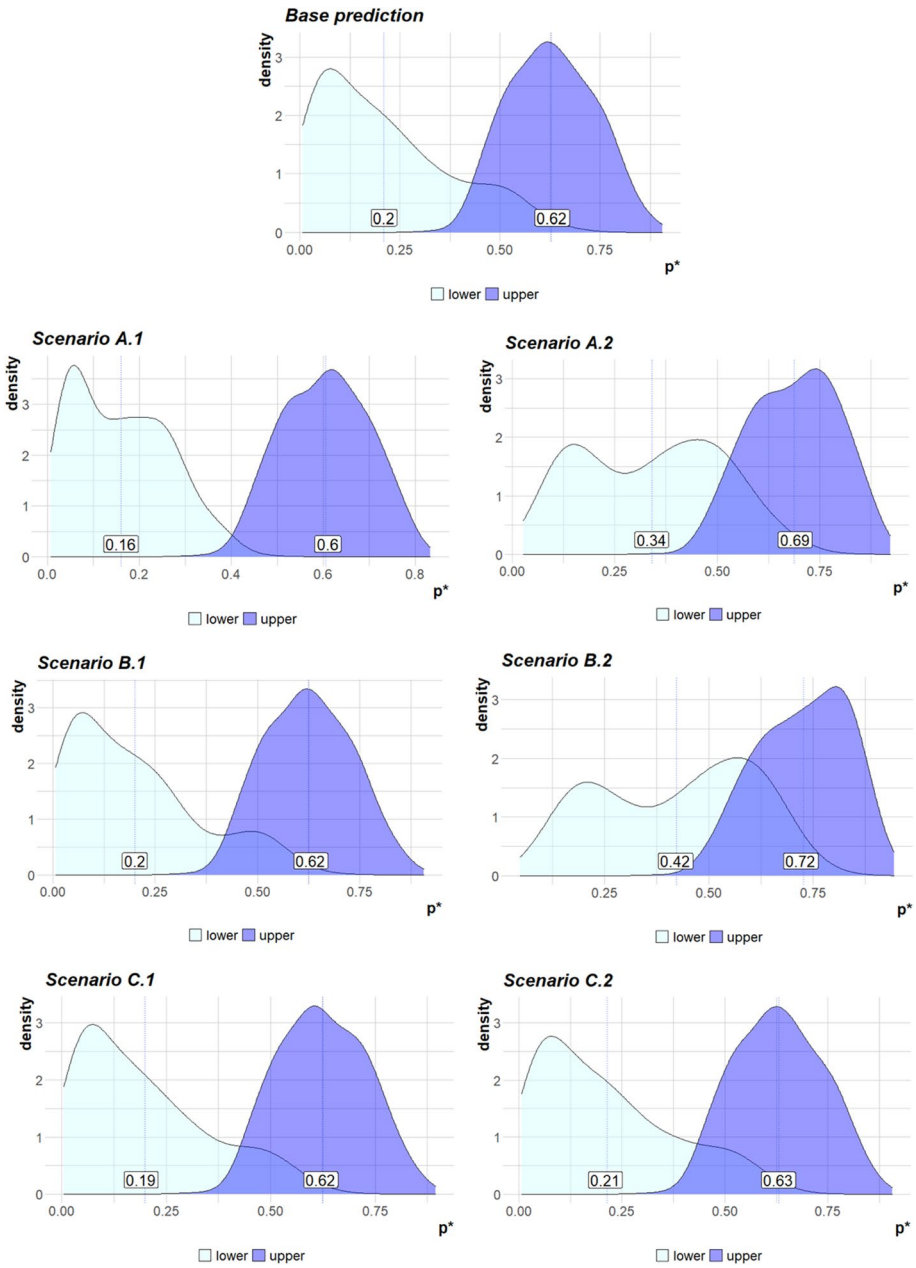 Base prediction
density
3
2
1
0
0.2
0.62
0.00 0.25 0.50 0.75
p*
lower upper
Scenario A.1
density
3
2
1
0
0.16
0.6
0.0 0.2 0.4 0.6 0.8
p*
lower upper
Scenario A.2
density
3
2
1
0
0.34
0.69
0.00 0.25 0.50 0.75
p*
lower upper
Scenario B.1
density
3
2
1
0
0.2
0.62
0.00 0.25 0.50 0.75
p*
lower upper
Scenario B.2
density
3
2
1
0
0.42
0.72
0.25 0.50 0.75
p*
lower upper
Scenario C.1
density
3
2
1
0
0.19
0.62
0.00 0.25 0.50 0.75
p*
lower upper
Scenario C.2
density
3
2
1
0
0.21
0.63
0.00 0.25 0.50 0.75
p*
lower upper